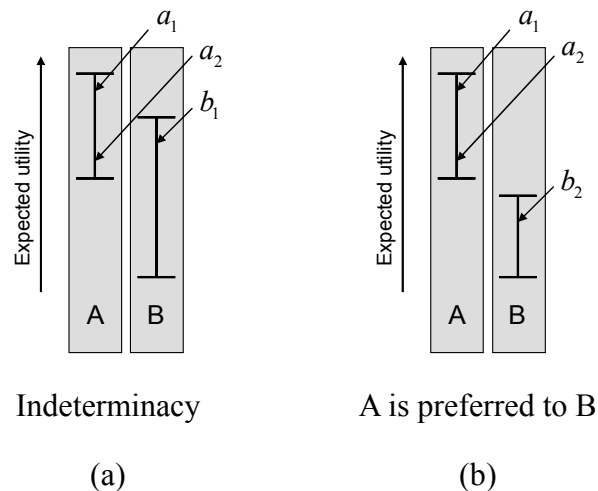 a1
a2
b1
Expected utility
A
B
Indeterminacy
(a)
a1
a2
b2
Expected utility
A
B
A is preferred to B
(b)